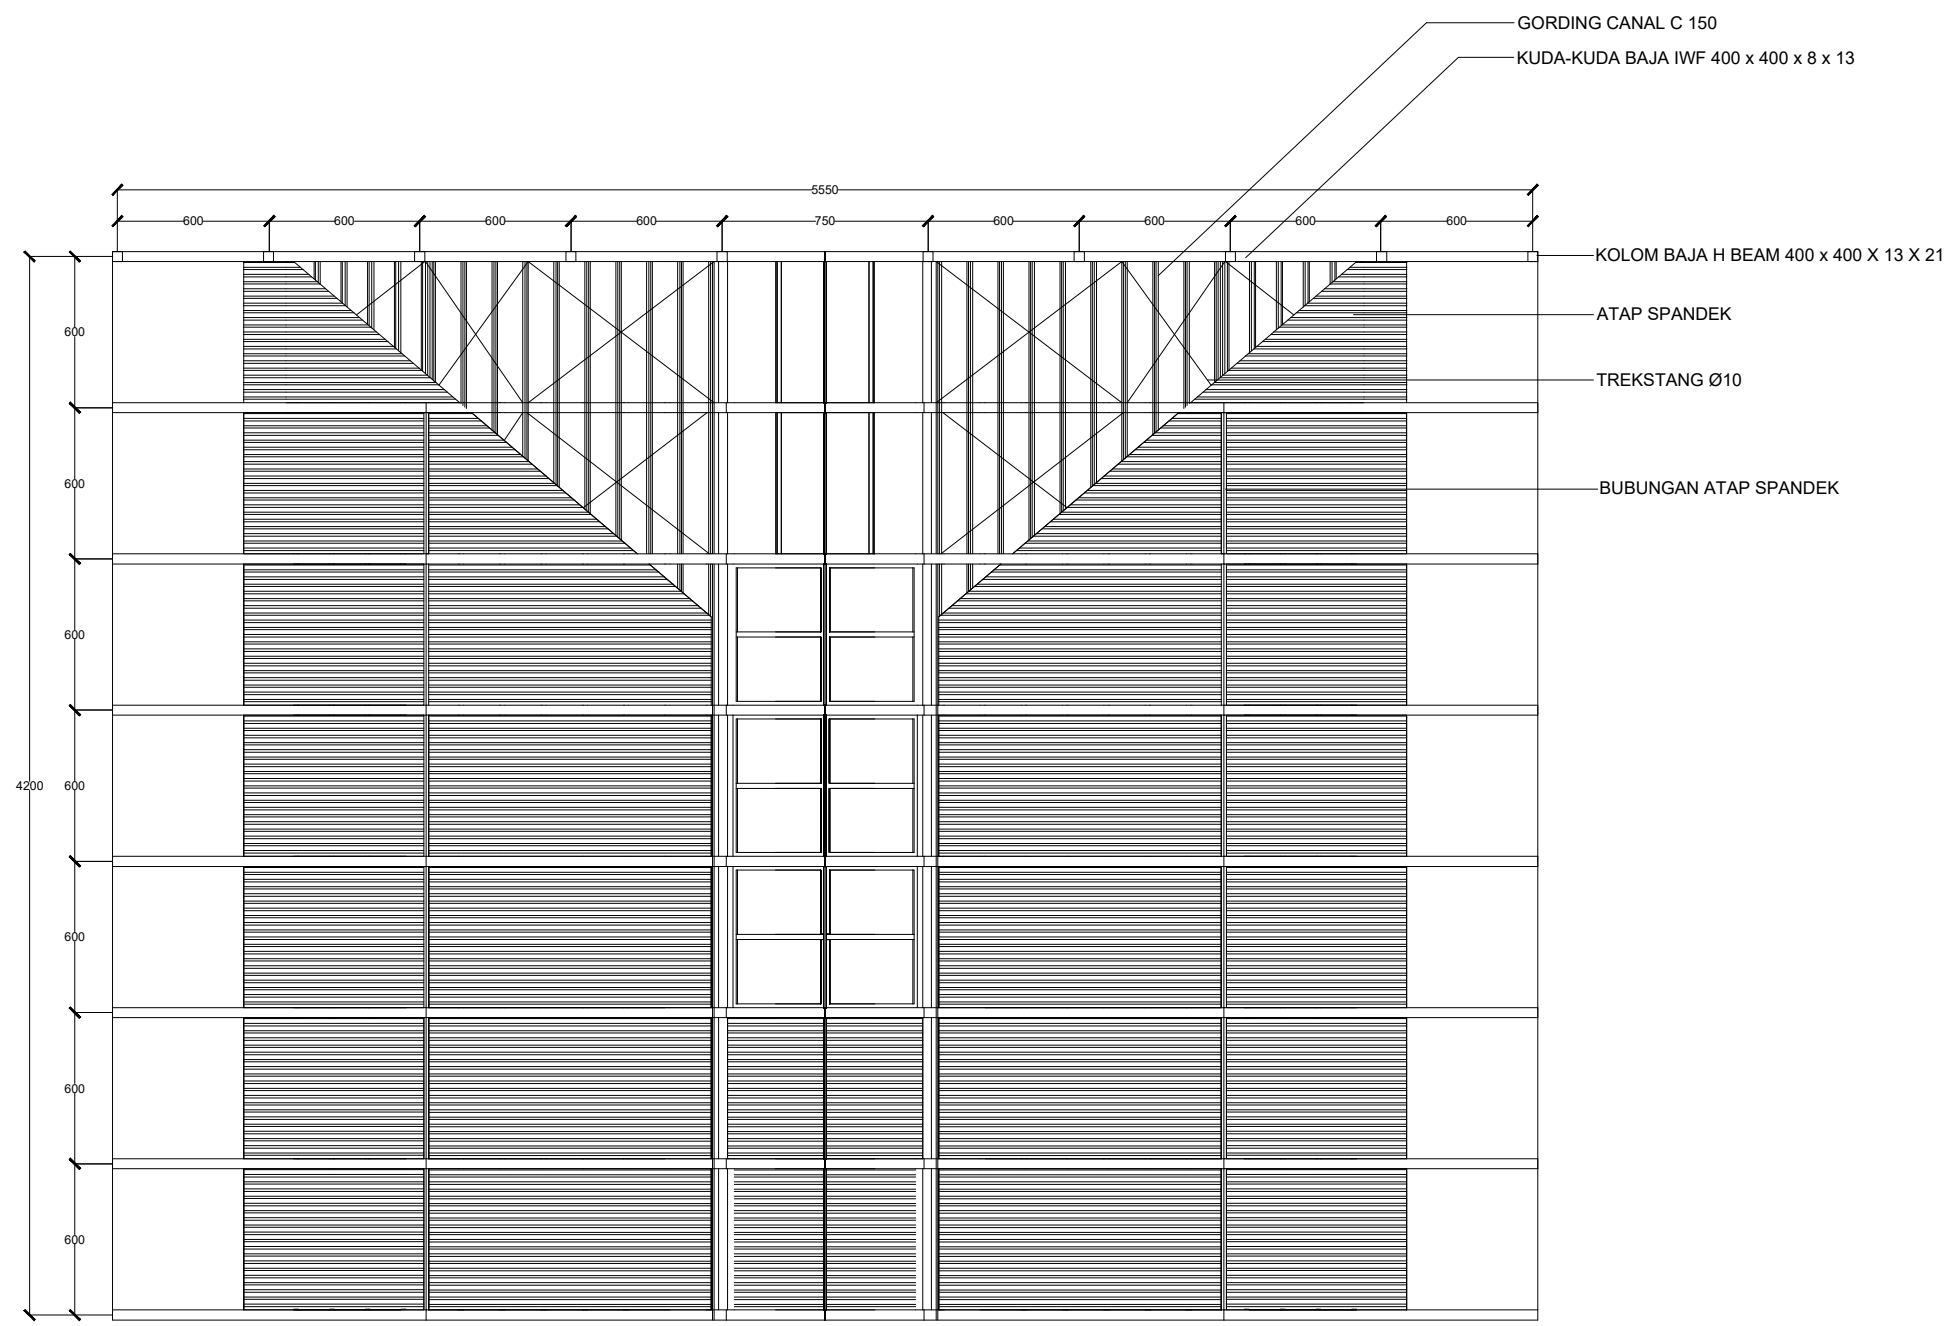 GORDING CANAL C 150
KUDA-KUDA BAJA IWF 400 x 400 x 8 x 13
5550
600 600 600 600 750 600 600 600 600
KOLOM BAJA H BEAM 400 x 400 X 13 X 21
ATAP SPANDEK
600
TREKSTANG Ø10
600
BUBUNGAN ATAP SPANDEK
600
4200 600
600
600
600